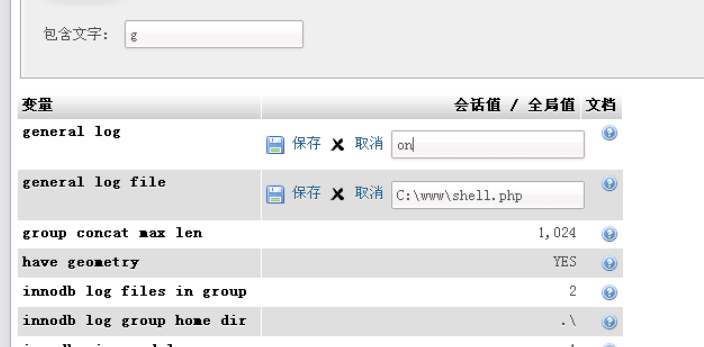 包含文字: g
变量 会话值 / 全局值 文档
general log 保存 取消 on
general log file 保存 取消 C:\www\shell.php
group concat max len 1,024
have geometry YES
innodb log files in group 2
innodb log group home dir .\